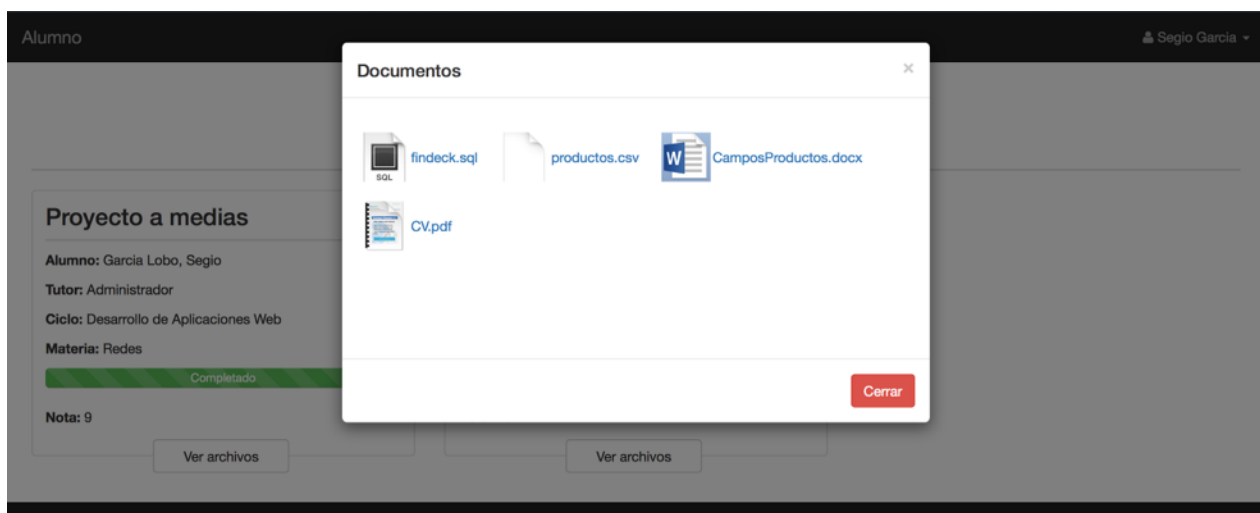 Alumno
Segio Garcia
Documentos
×
SQL
findeck.sql
productos.csv
W
CamposProductos.docx
CV.pdf
Proyecto a medias
Alumno: Garcia Lobo, Segio
Tutor: Administrador
Ciclo: Desarrollo de Aplicaciones Web
Materia: Redes
Completado
Nota: 9
Cerrar
Ver archivos
Ver archivos